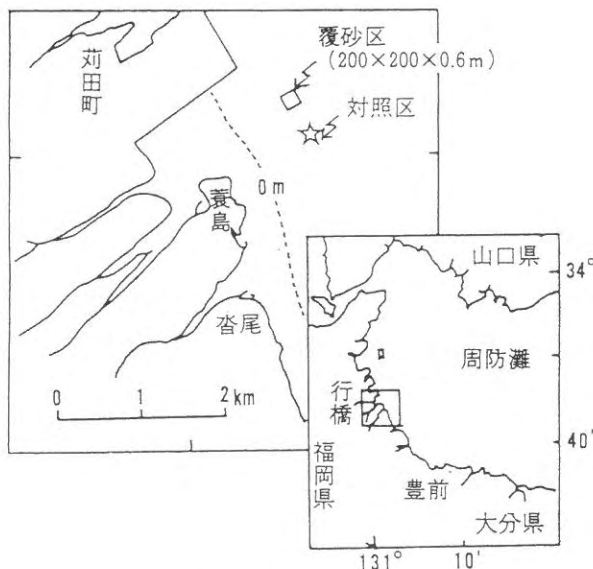 覆砂区
(200×200×0.6m)
対照区
苅田町
0m
蓑島
沓尾
0 1 2 km
山口県
34°
周防灘
行橋
40'
福岡県
豊前
大分県
131° 10'